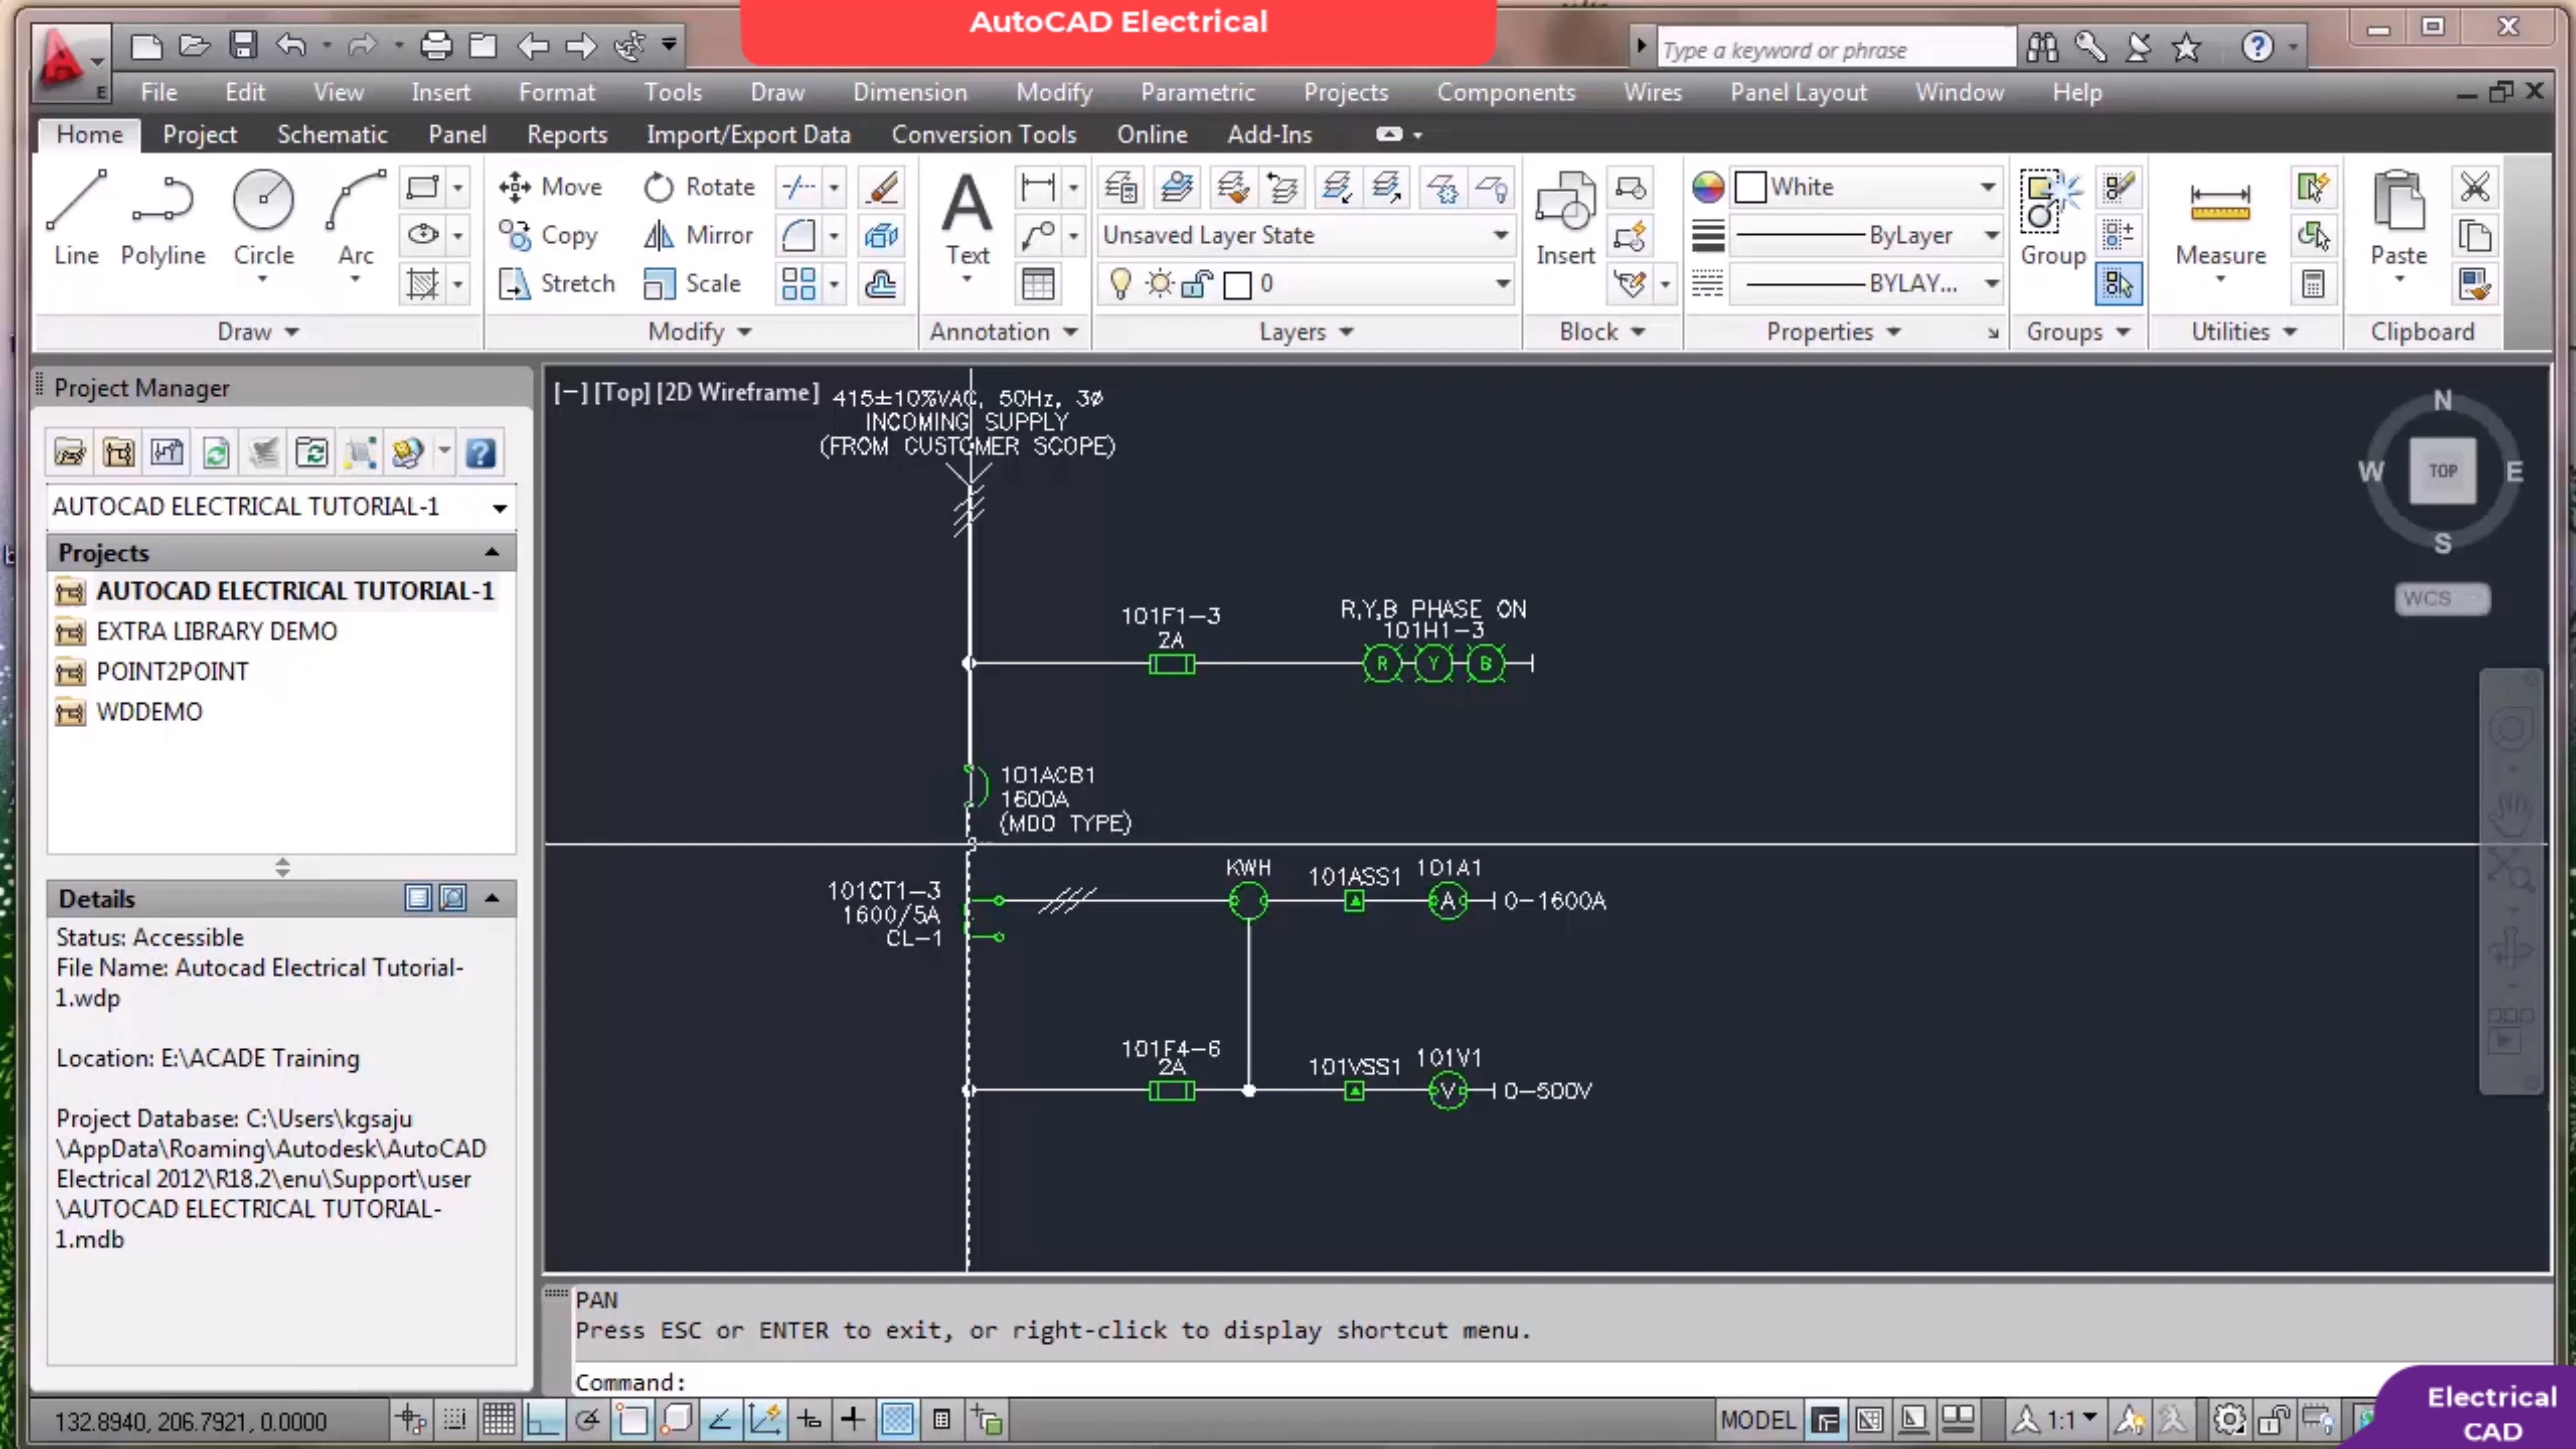 AutoCAD Electrical
Type a keyword or phrase
E
File Edit View Insert Format Tools Draw Dimension Modify Parametric Projects Components Wires Panel Layout Window Help
Home Project Schematic Panel Reports Import/Export Data Conversion Tools Online Add-Ins
Line Polyline Circle Arc
Move Rotate
Copy Mirror
Stretch Scale
A
Text
Unsaved Layer State
0
Insert
White
ByLayer
BYLAY...
Group
Measure
Paste
Draw Modify Annotation Layers Block Properties Groups Utilities Clipboard
Project Manager
AUTOCAD ELECTRICAL TUTORIAL-1
Projects
AUTOCAD ELECTRICAL TUTORIAL-1
EXTRA LIBRARY DEMO
POINT2POINT
WDDEMO
Details
Status: Accessible
File Name: Autocad Electrical Tutorial-
1.wdp
Location: E:\ACADE Training
Project Database: C:\Users\kgsaju
\AppData\Roaming\Autodesk\AutoCAD
Electrical 2012\R18.2\enu\Support\user
\AUTOCAD ELECTRICAL TUTORIAL-
1.mdb
[−] [Top] [2D Wireframe]
415±10%VAC, 50Hz, 3Ø
INCOMING SUPPLY
(FROM CUSTOMER SCOPE)
N
W TOP E
S
WCS
101F1-3
2A
R,Y,B PHASE ON
101H1-3
R Y B
101ACB1
1600A
(MDO TYPE)
101CT1-3
1600/5A
CL-1
KWH
101ASS1
101A1
A
0-1600A
101F4-6
2A
101VSS1
101V1
V
0-500V
PAN
Press ESC or ENTER to exit, or right-click to display shortcut menu.
Command:
132.8940, 206.7921, 0.0000
MODEL
1:1
Electrical
CAD